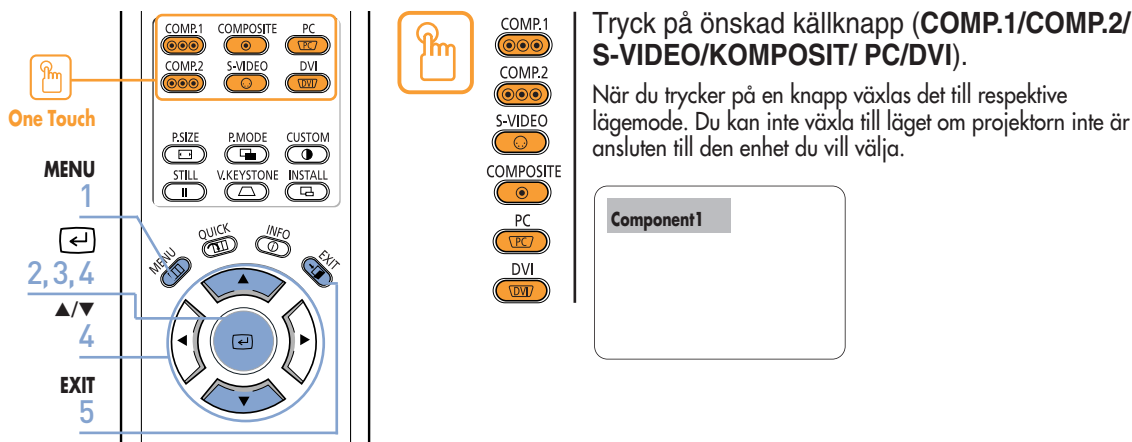 COMP.1 COMPOSITE PC
PC
COMP.2 S-VIDEO DVI
DVI
One Touch
P.SIZE P.MODE CUSTOM
STILL V.KEYSTONE INSTALL
MENU
1
QUICK INFO
MENU EXIT
2,3,4
▲/▼
4
EXIT
5
COMP.1
COMP.2
S-VIDEO
COMPOSITE
PC
PC
DVI
DVI
Tryck på önskad källknapp (COMP.1/COMP.2/
S-VIDEO/KOMPOSIT/ PC/DVI).
När du trycker på en knapp växlas det till respektive
lägemode. Du kan inte växla till läget om projektorn inte är
ansluten till den enhet du vill välja.
Component1